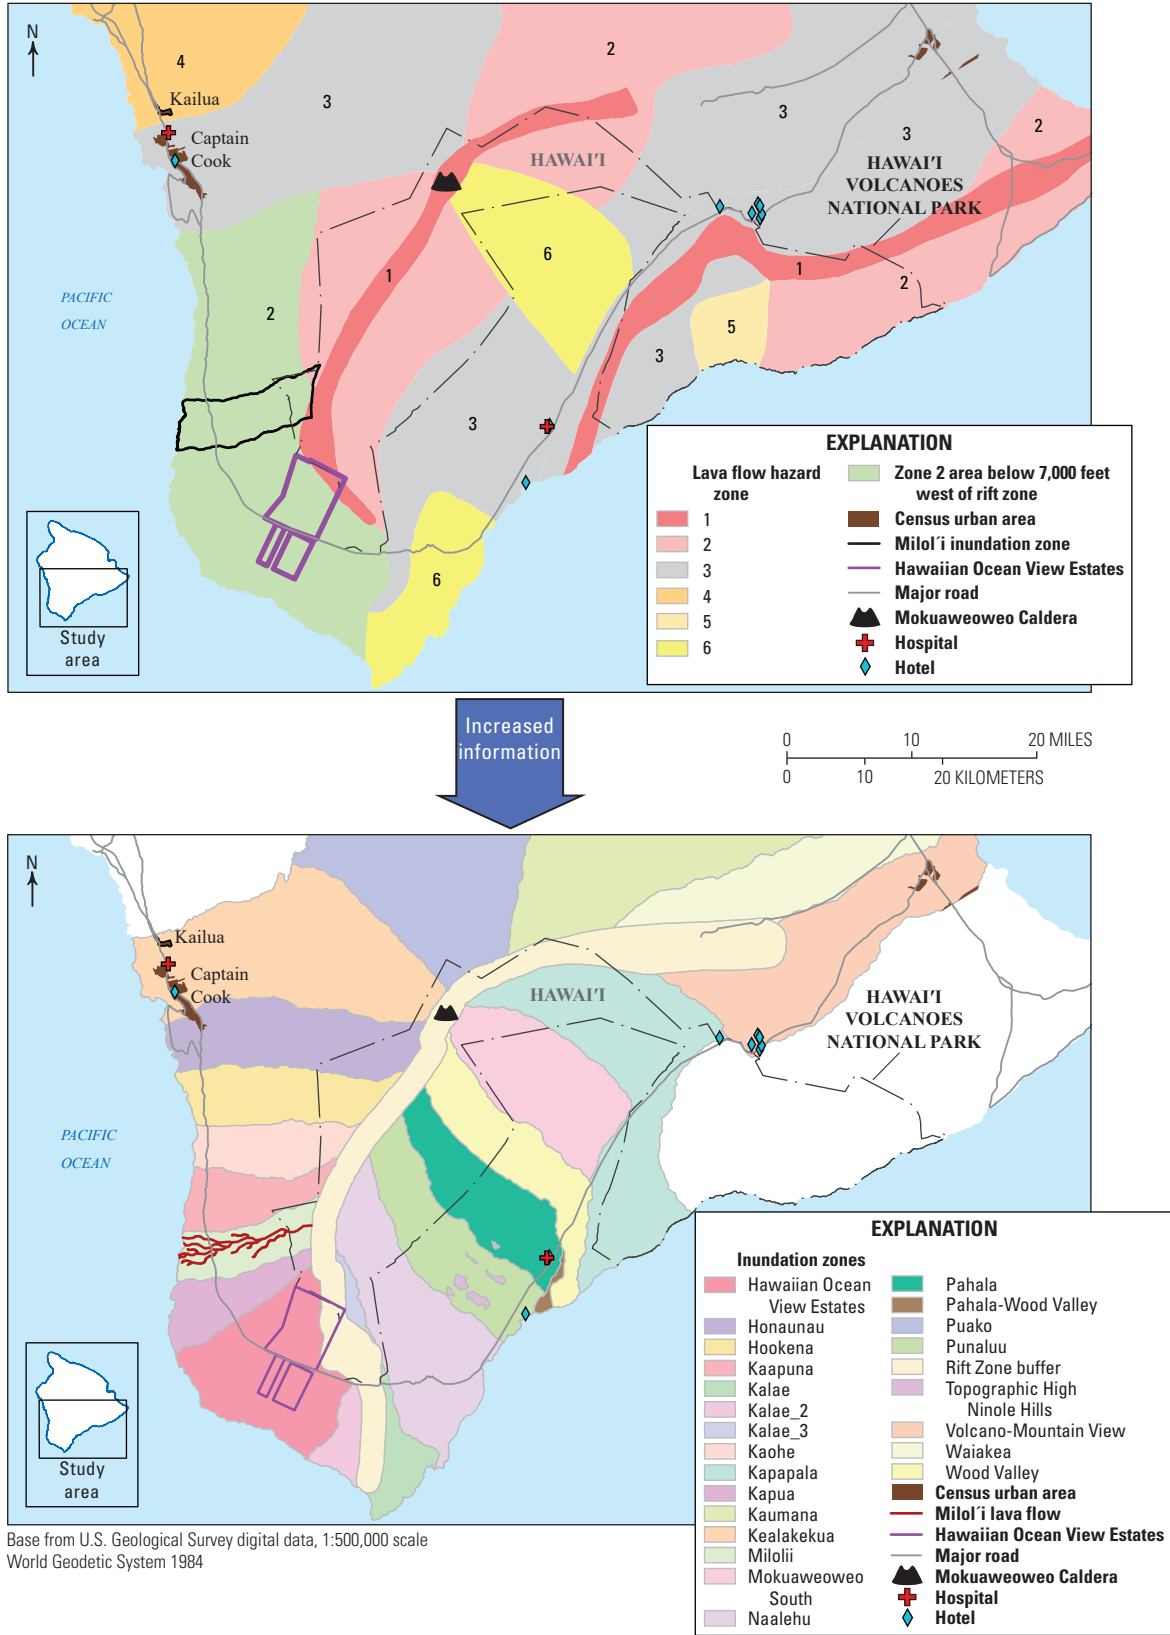 N
4
Kailua
Captain
Cook
3
2
HAWAI'I
3
3
2
HAWAI'I
VOLCANOES
NATIONAL PARK
6
1
1
2
PACIFIC
OCEAN
2
5
3
3
6
Study
area
EXPLANATION
Lava flow hazard
zone
1
2
3
4
5
6
Zone 2 area below 7,000 feet
west of rift zone
Census urban area
Milol´i inundation zone
Hawaiian Ocean View Estates
Major road
Mokuaweoweo Caldera
Hospital
Hotel
Increased
information
0 10 20 MILES
0 10 20 KILOMETERS
N
Kailua
Captain
Cook
HAWAI'I
HAWAI'I
VOLCANOES
NATIONAL PARK
PACIFIC
OCEAN
Study
area
EXPLANATION
Inundation zones
Hawaiian Ocean
View Estates
Honaunau
Hookena
Kaapuna
Kalae
Kalae_2
Kalae_3
Kaohe
Kapapala
Kapua
Kaumana
Kealakekua
Milolii
Mokuaweoweo
South
Naalehu
Pahala
Pahala-Wood Valley
Puako
Punaluu
Rift Zone buffer
Topographic High
Ninole Hills
Volcano-Mountain View
Waiakea
Wood Valley
Census urban area
Milol´i lava flow
Hawaiian Ocean View Estates
Major road
Mokuaweoweo Caldera
Hospital
Hotel
Base from U.S. Geological Survey digital data, 1:500,000 scale
World Geodetic System 1984